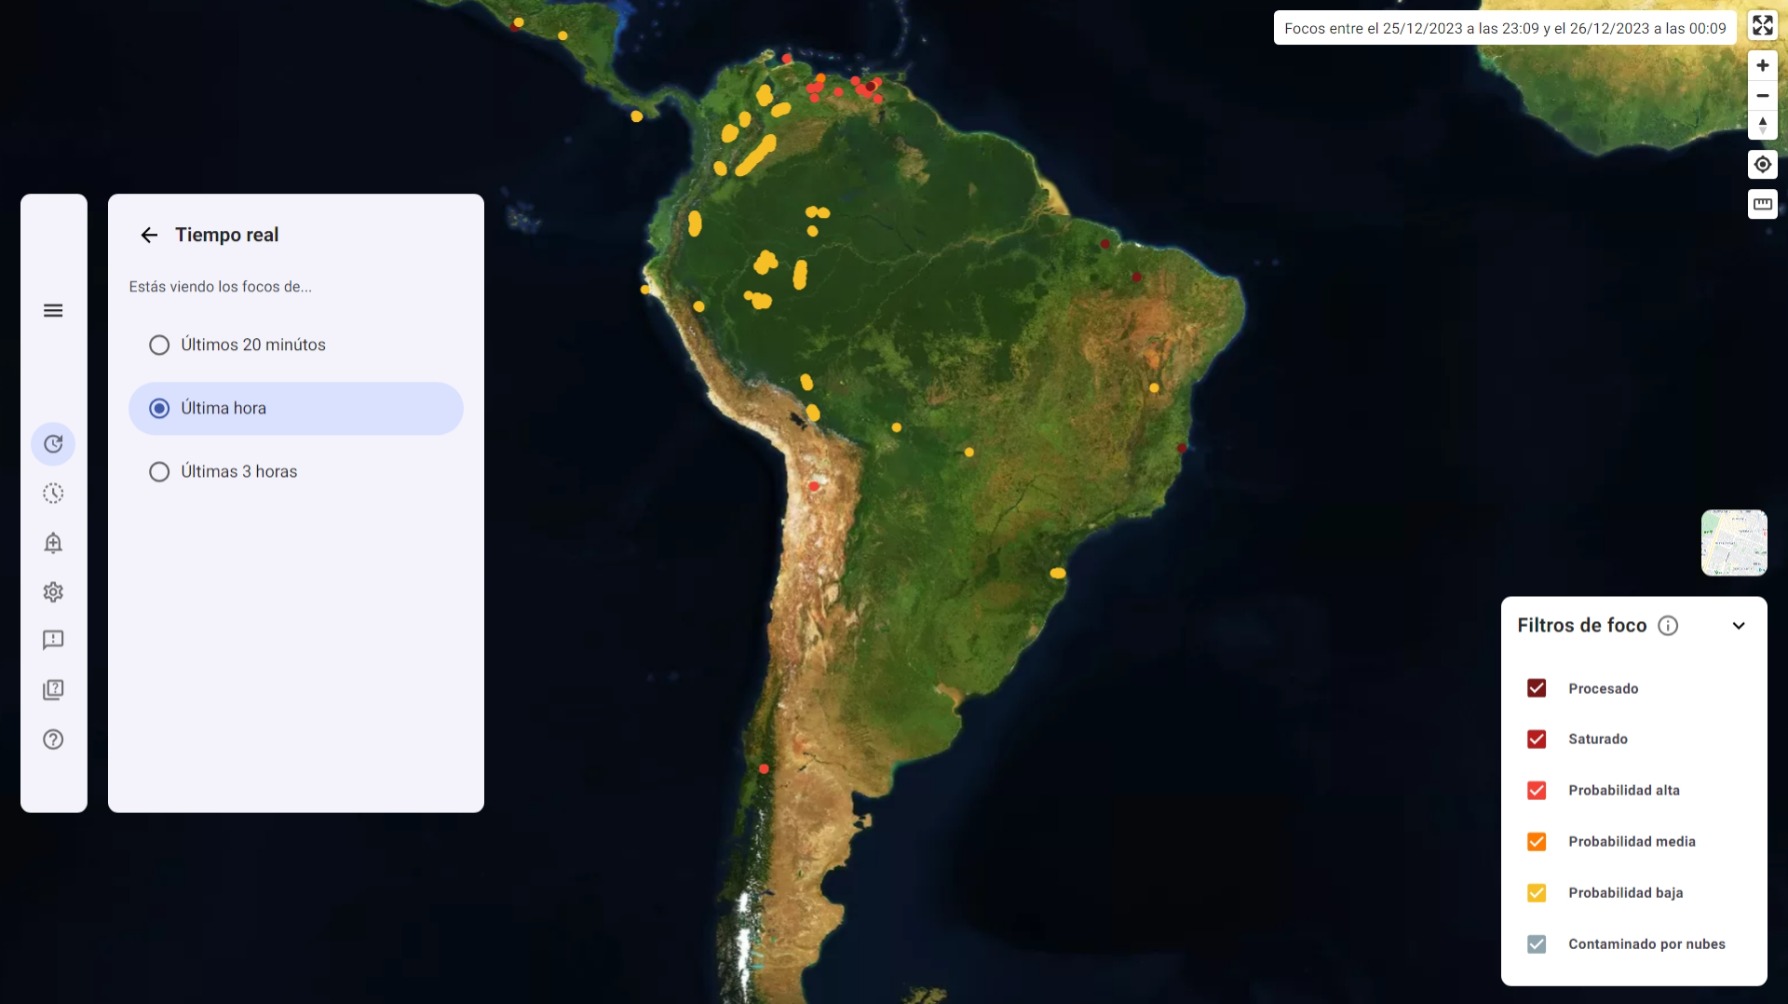 Focos entre el 25/12/2023 a las 23:09 y el 26/12/2023 a las 00:09
Tiempo real
Estás viendo los focos de...
Últimos 20 minútos
Última hora
Últimas 3 horas
Filtros de foco
Procesado
Saturado
Probabilidad alta
Probabilidad media
Probabilidad baja
Contaminado por nubes